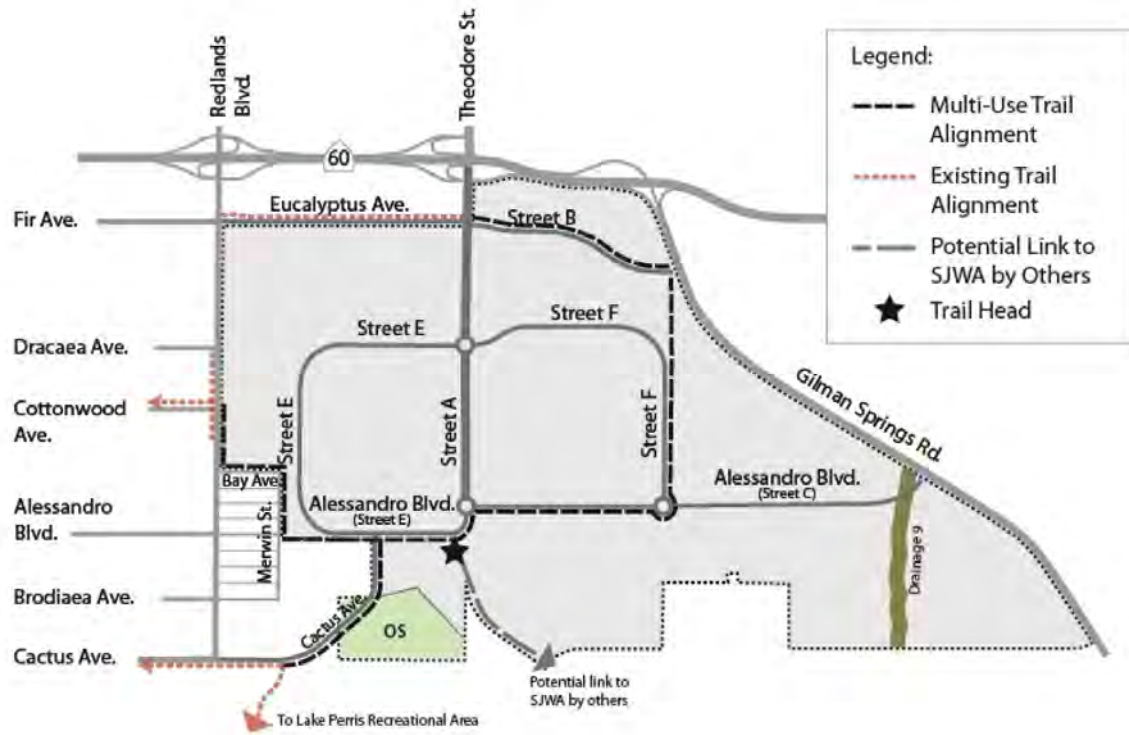 Redlands
Blvd.
Theodore St.
Legend:
Multi-Use Trail
Alignment
Existing Trail
Alignment
Potential Link to
SJWA by Others
Trail Head
60
Fir Ave.
Eucalyptus Ave.
Street B
Street E
Street F
Dracaea Ave.
Cottonwood
Ave.
Street E
Street A
Street F
Gilman Springs Rd.
Bay Ave.
Alessandro
Blvd.
Merwin St.
Alessandro Blvd.
(Street E)
Alessandro Blvd.
(Street C)
Drainage 9
Brodiaea Ave.
Cactus Ave.
OS
Cactus Ave.
Potential link to
SJWA by others
To Lake Perris Recreational Area